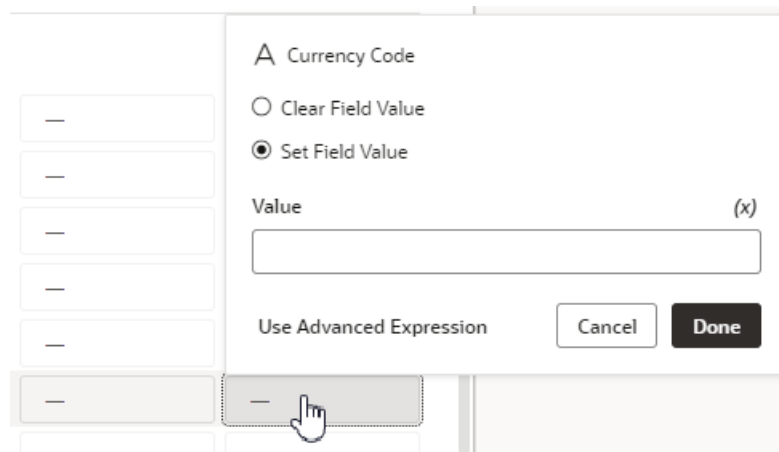 A Currency Code
Clear Field Value
Set Field Value
Value (x)
Use Advanced Expression Cancel Done
—
—
—
—
—
— —